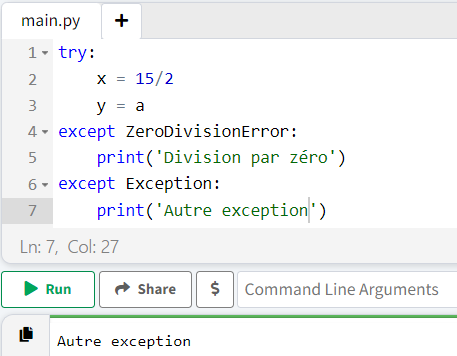 main.py +
1 try:
2     x = 15/2
3     y = a
4 except ZeroDivisionError:
5     print('Division par zéro')
6 except Exception:
7     print('Autre exception')
Ln: 7, Col: 27
Run Share $ Command Line Arguments
Autre exception